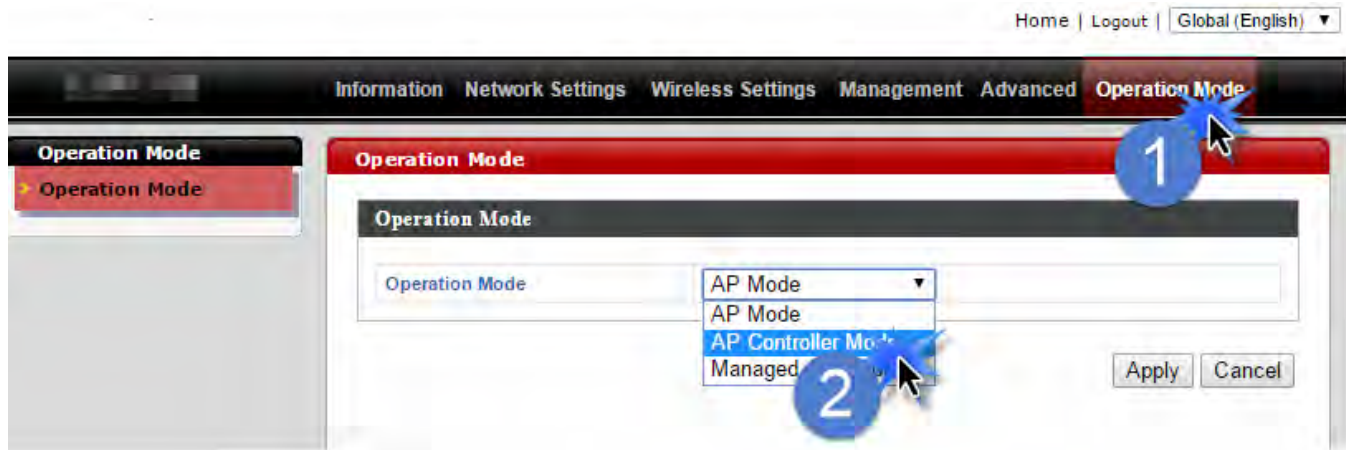 Home | Logout | Global (English) ▼
Information Network Settings Wireless Settings Management Advanced Operation Mode
1
Operation Mode
Operation Mode
Operation Mode
Operation Mode
Operation Mode
AP Mode ▼
AP Mode
AP Controller Mode
Managed
2
Apply Cancel